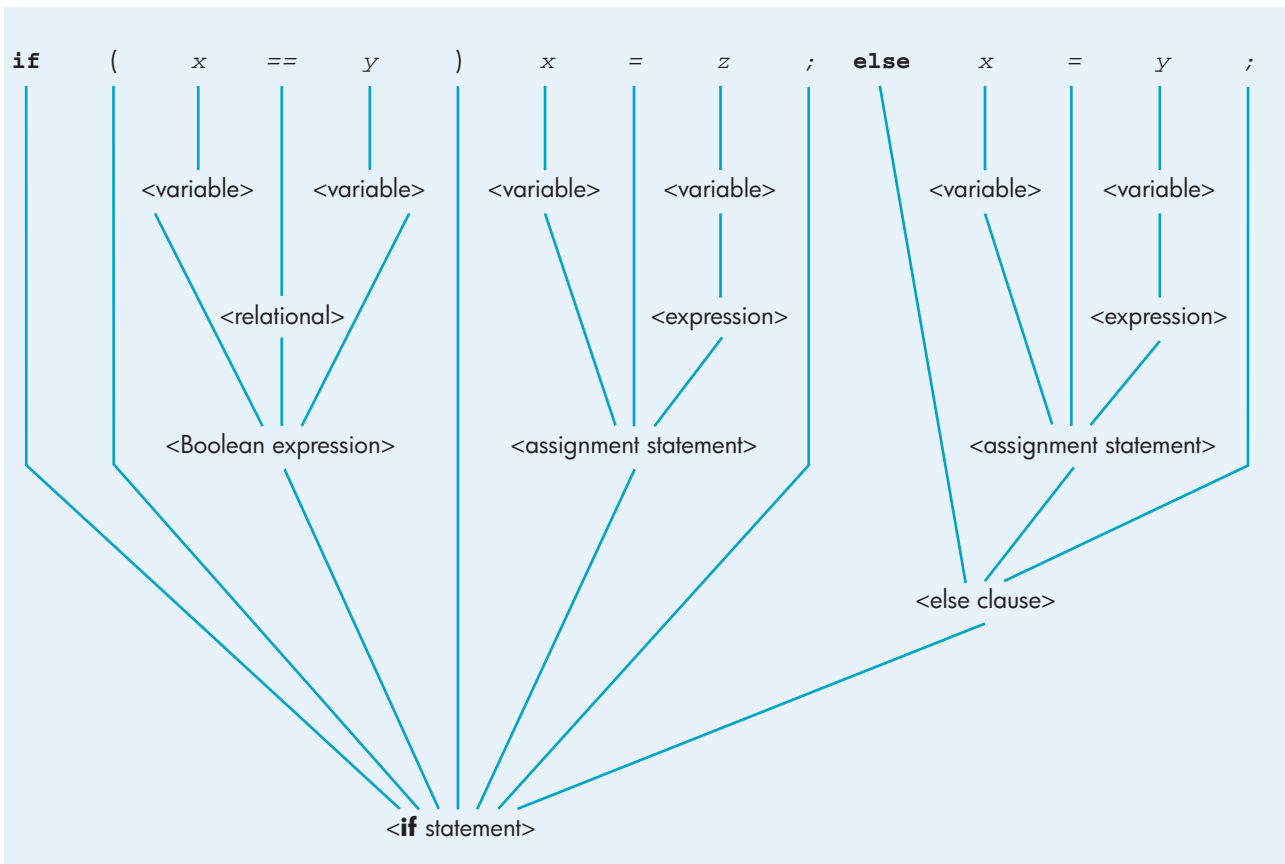 if ( x == y ) x = z ; else x = y ;
<variable> <variable> <variable> <variable> <variable> <variable>
<relational> <expression> <expression>
<Boolean expression> <assignment statement> <assignment statement>
<else clause>
<if statement>